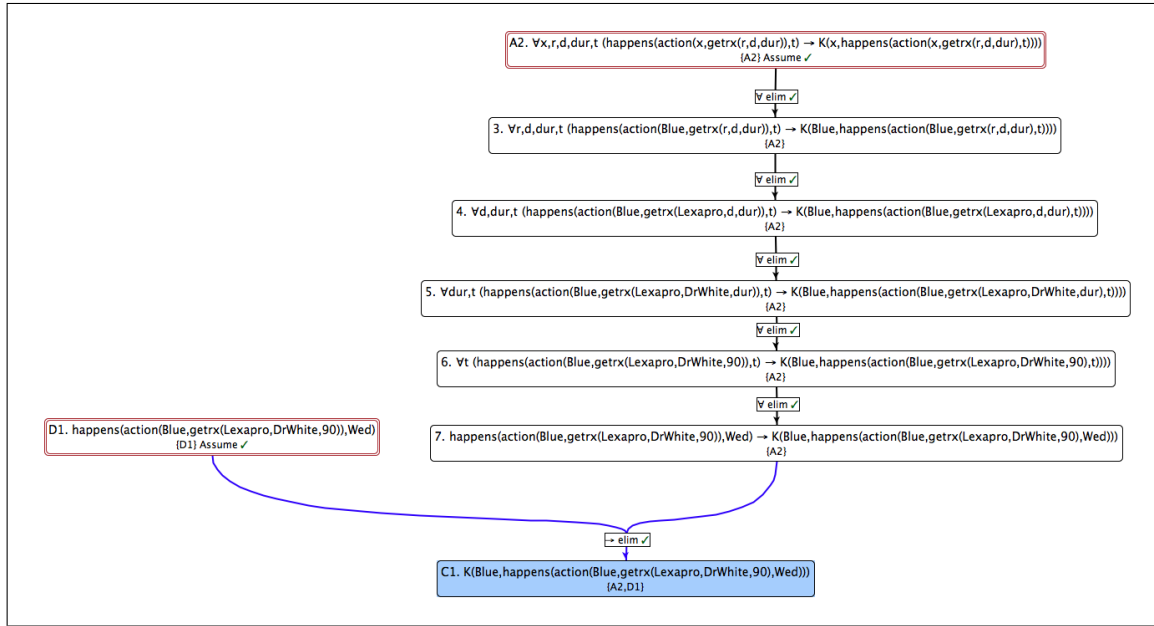 A2. ∀x,r,d,dur,t (happens(action(x,getrx(r,d,dur)),t) → K(x,happens(action(x,getrx(r,d,dur),t))))
{A2} Assume ✓
∀ elim ✓
3. ∀r,d,dur,t (happens(action(Blue,getrx(r,d,dur)),t) → K(Blue,happens(action(Blue,getrx(r,d,dur),t))))
{A2}
∀ elim ✓
4. ∀d,dur,t (happens(action(Blue,getrx(Lexapro,d,dur)),t) → K(Blue,happens(action(Blue,getrx(Lexapro,d,dur),t))))
{A2}
∀ elim ✓
5. ∀dur,t (happens(action(Blue,getrx(Lexapro,DrWhite,dur)),t) → K(Blue,happens(action(Blue,getrx(Lexapro,DrWhite,dur),t))))
{A2}
∀ elim ✓
6. ∀t (happens(action(Blue,getrx(Lexapro,DrWhite,90)),t) → K(Blue,happens(action(Blue,getrx(Lexapro,DrWhite,90),t))))
{A2}
∀ elim ✓
D1. happens(action(Blue,getrx(Lexapro,DrWhite,90)),Wed)
{D1} Assume ✓
7. happens(action(Blue,getrx(Lexapro,DrWhite,90)),Wed) → K(Blue,happens(action(Blue,getrx(Lexapro,DrWhite,90),Wed)))
{A2}
→ elim ✓
C1. K(Blue,happens(action(Blue,getrx(Lexapro,DrWhite,90),Wed)))
{A2,D1}